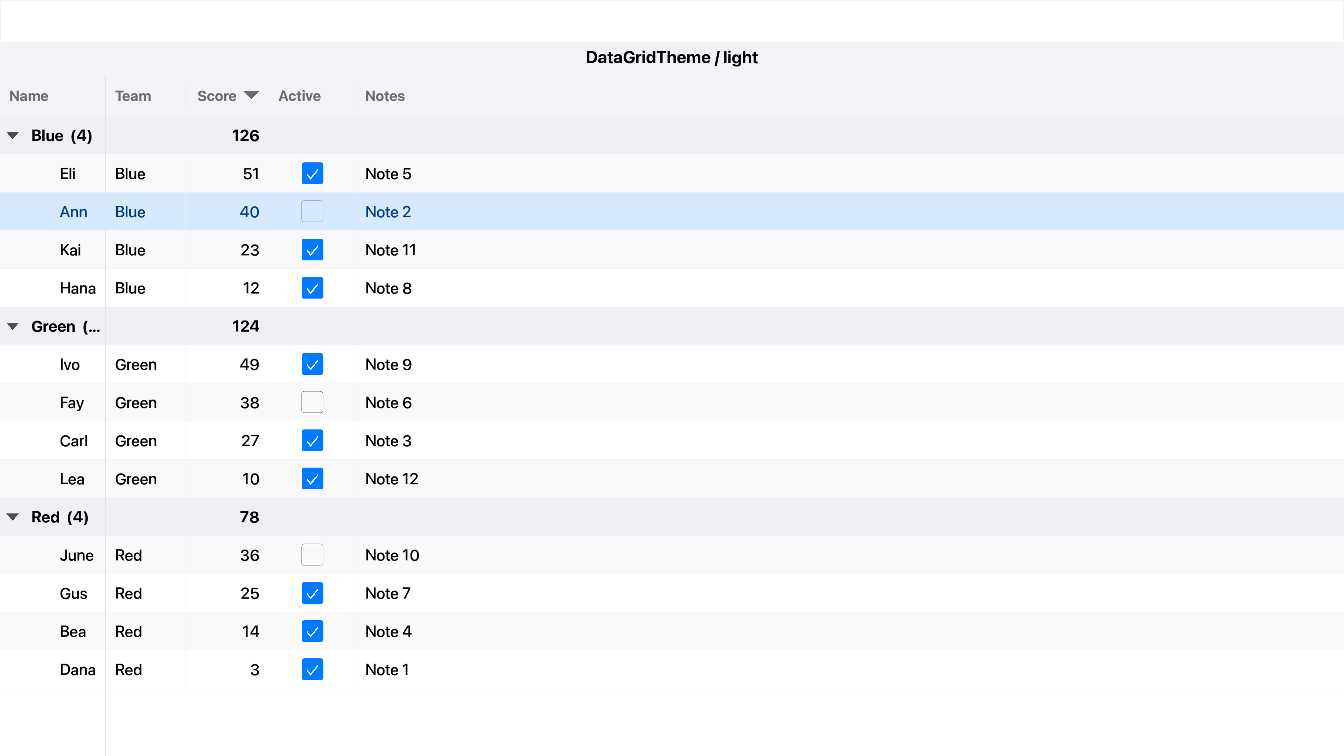 DataGridTheme / light
Name Team Score Active Notes
Blue (4) 126
Eli Blue 51 Note 5
Ann Blue 40 Note 2
Kai Blue 23 Note 11
Hana Blue 12 Note 8
Green (... 124
Ivo Green 49 Note 9
Fay Green 38 Note 6
Carl Green 27 Note 3
Lea Green 10 Note 12
Red (4) 78
June Red 36 Note 10
Gus Red 25 Note 7
Bea Red 14 Note 4
Dana Red 3 Note 1